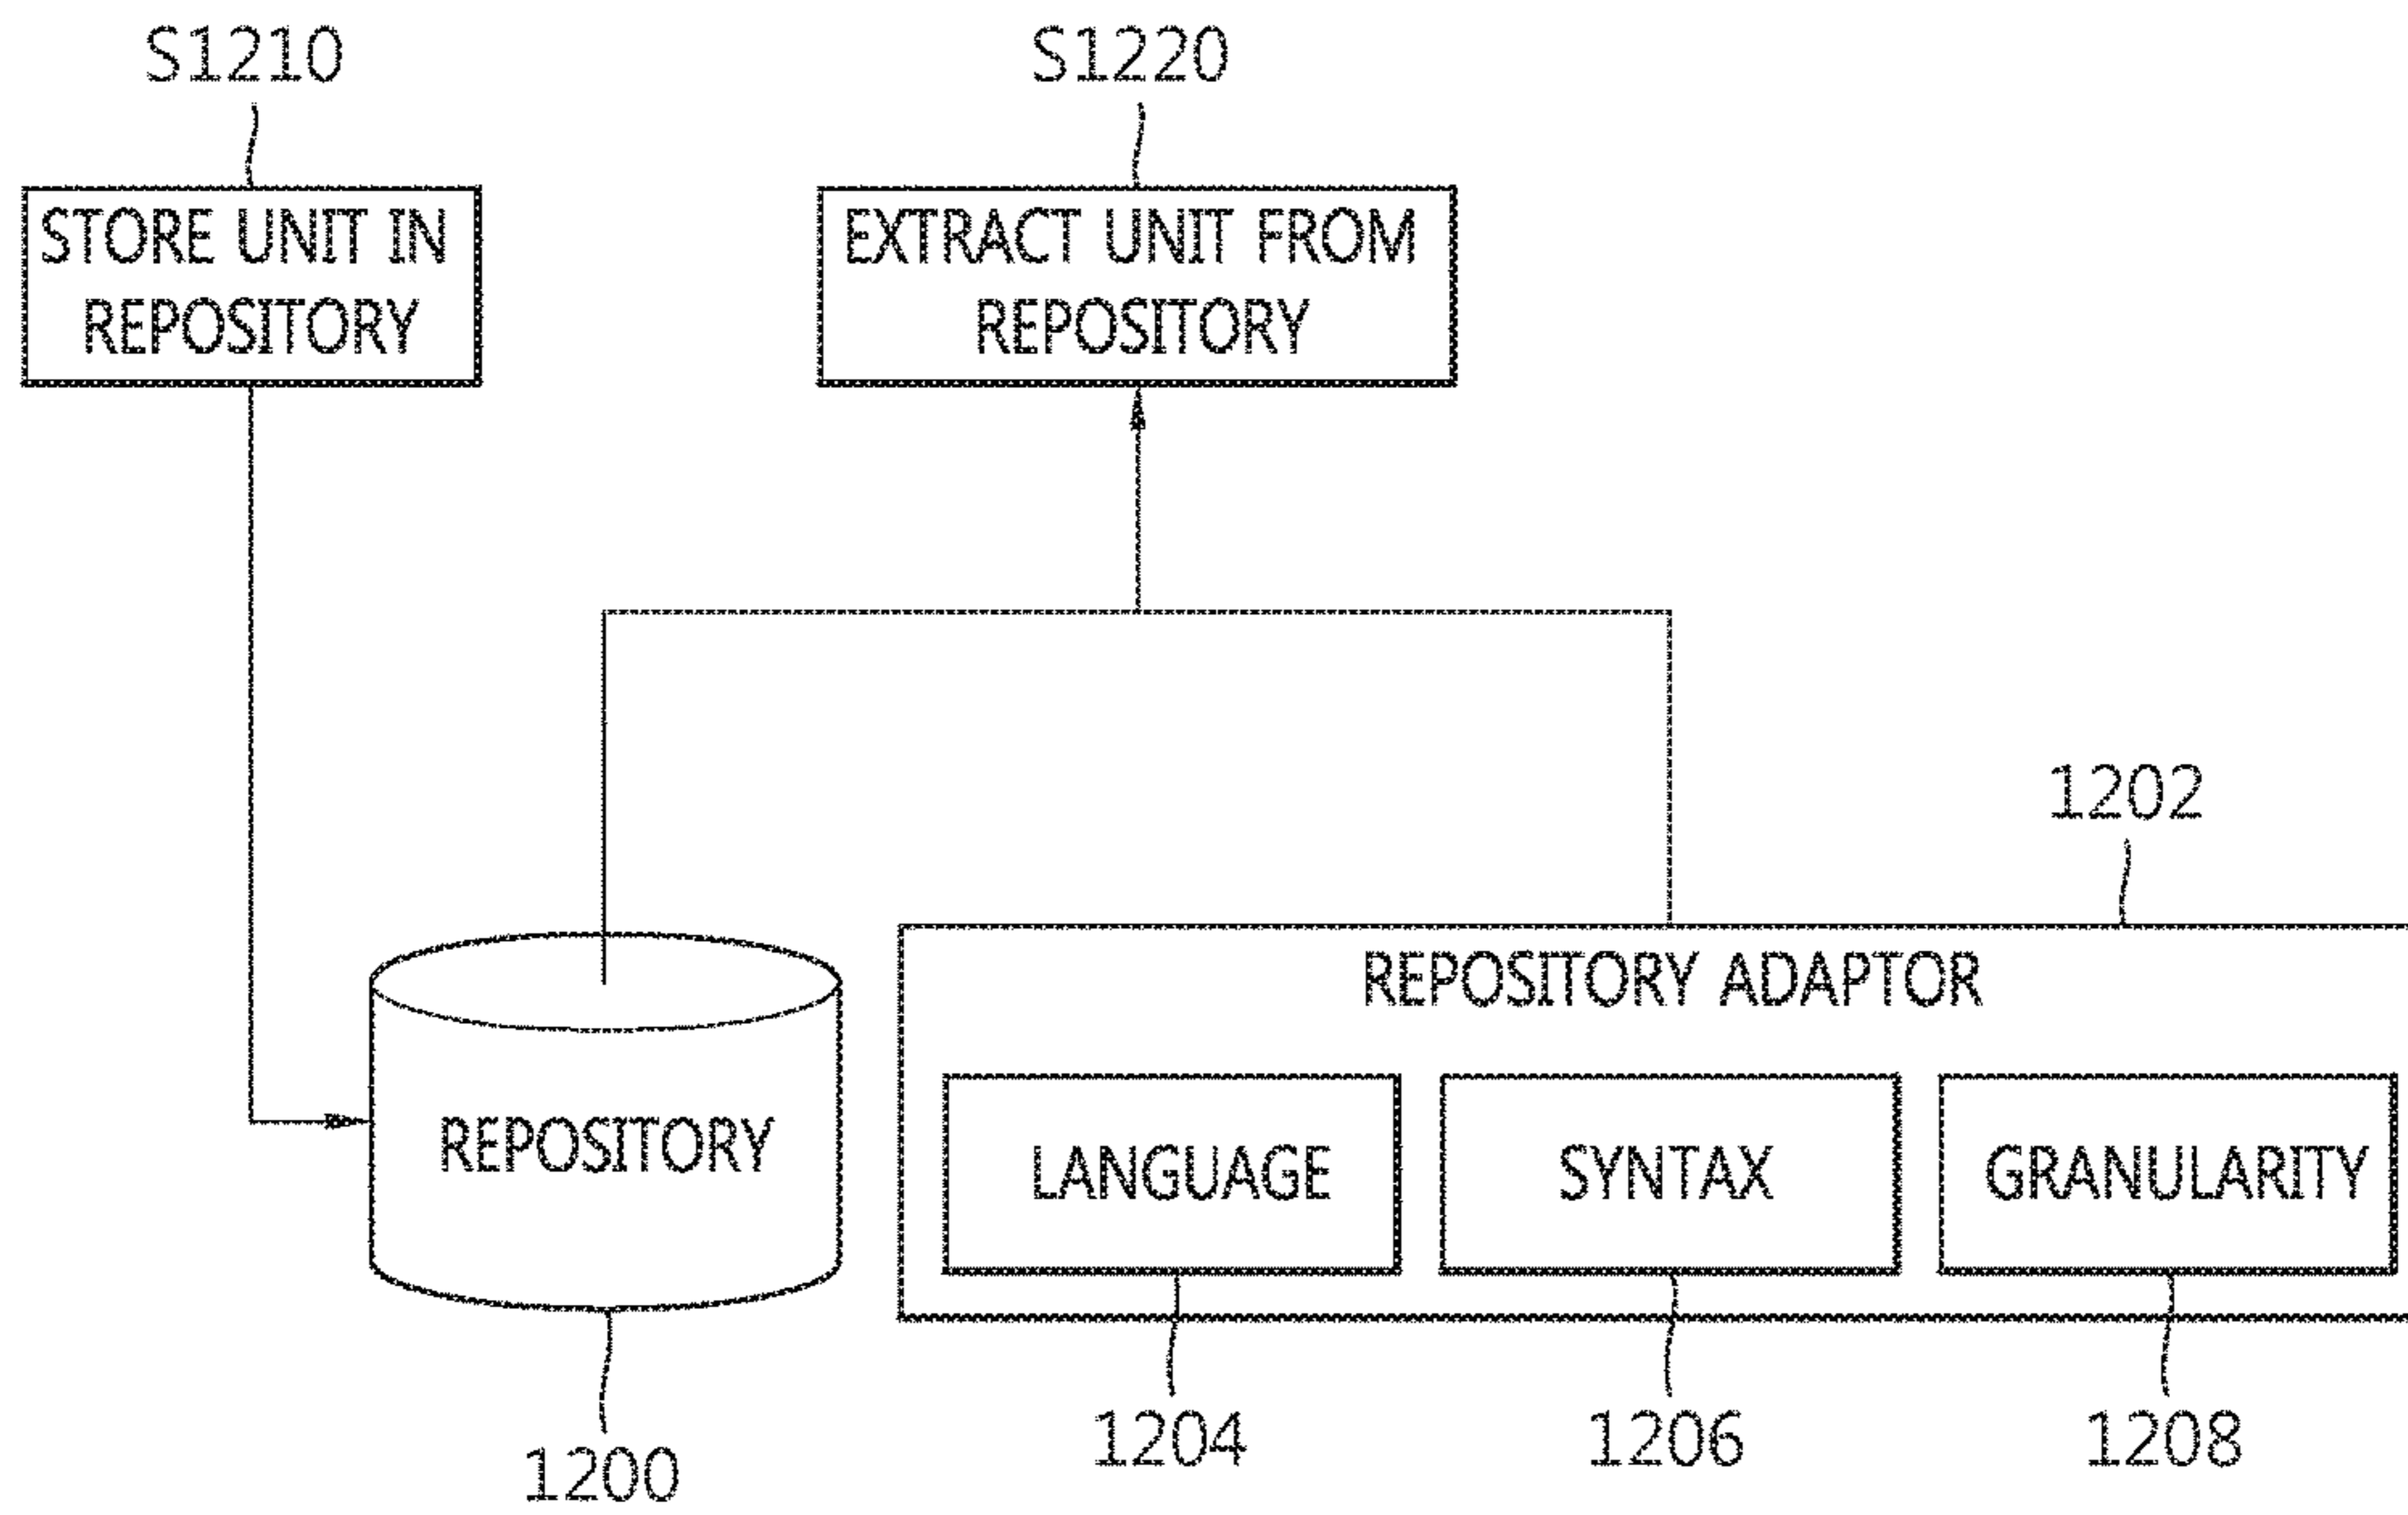 S1210
S1220
STORE UNIT IN
REPOSITORY
EXTRACT UNIT FROM
REPOSITORY
1202
REPOSITORY ADAPTOR
REPOSITORY
LANGUAGE
SYNTAX
GRANULARITY
1200
1204
1206
1208